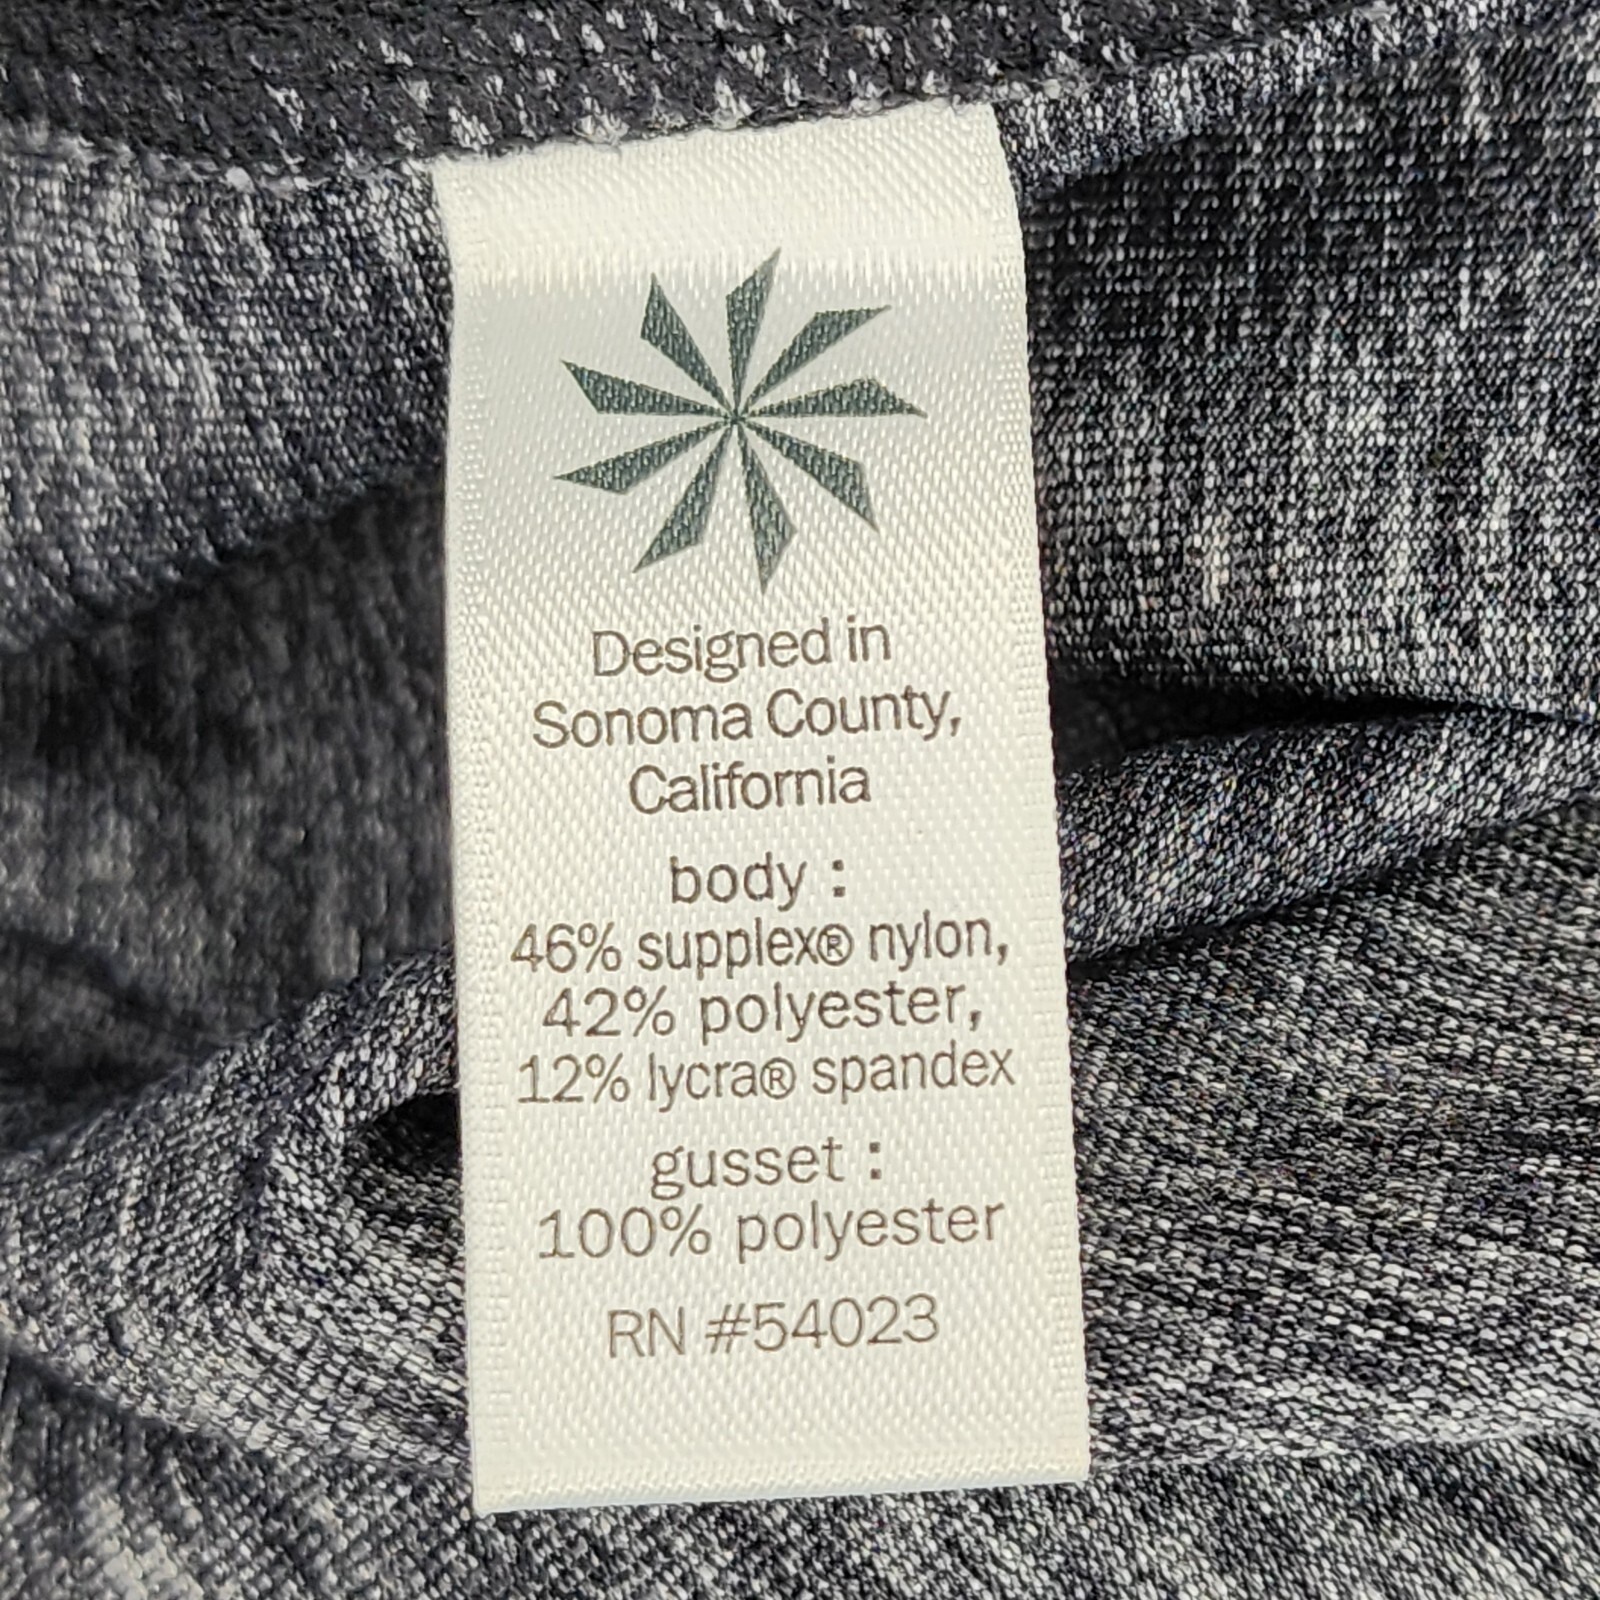 Designed in
Sonoma County,
California
body :
46% supplex® nylon,
42% polyester,
12% lycra® spandex
gusset :
100% polyester
RN #54023